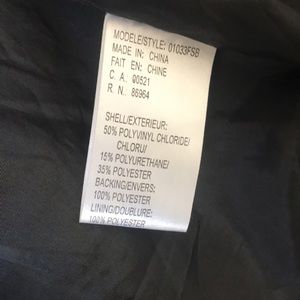 MODELE/STYLE: 01033FSB
MADE IN: CHINA
FAIT EN: CHINE
C. A. 00521
R. N. 86964
SHELL/EXTERIEUR:
50% POLYVINYL CHLORIDE/
CHLORU/
15% POLYURETHANE/
35% POLYESTER
BACKING/ENVERS:
100% POLYESTER
LINING/DOUBLURE:
100% POLYESTER